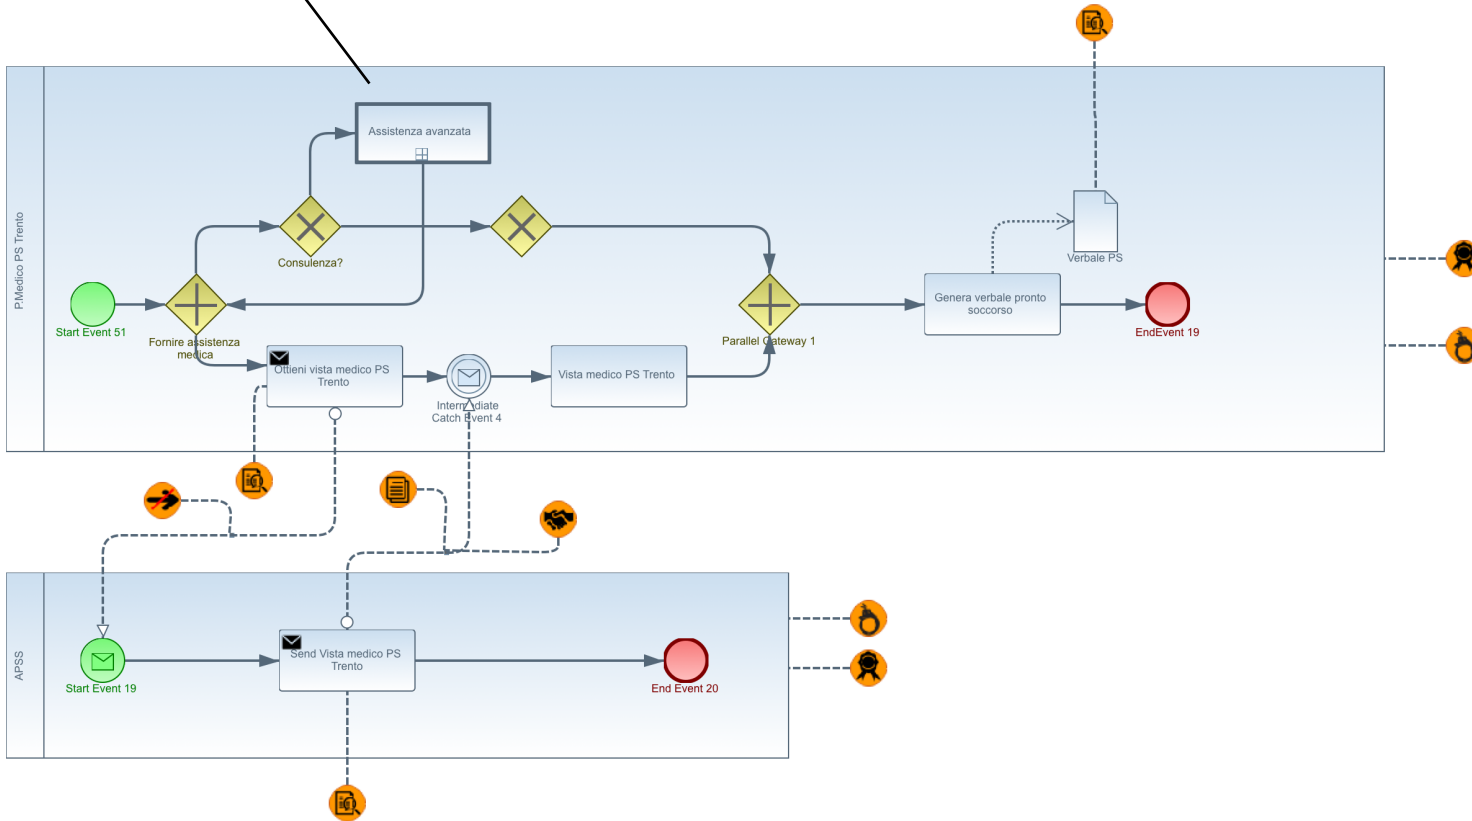 P.Medico PS Trento
Assistenza avanzata
Consulenza?
Verbale PS
Start Event 51
Fornire assistenza
medica
Parallel Gateway 1
Genera verbale pronto
soccorso
EndEvent 19
Ottieni vista medico PS
Trento
Intermediate
Catch Event 4
Vista medico PS Trento
APSS
Start Event 19
Send Vista medico PS
Trento
End Event 20